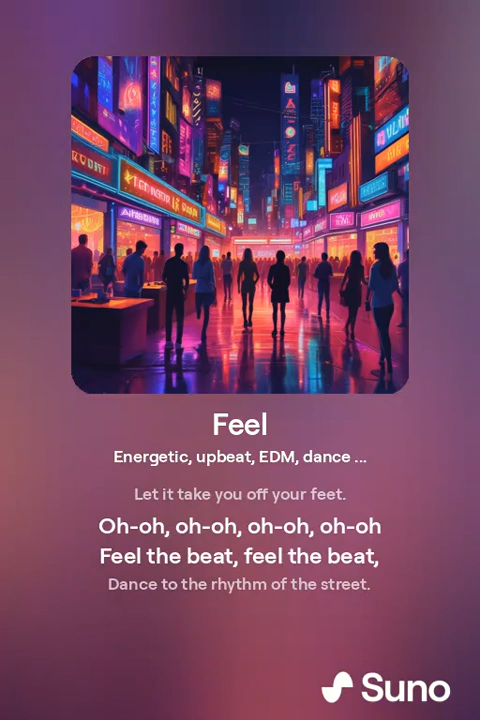 Feel
Energetic, upbeat, EDM, dance ...
Let it take you off your feet.
Oh-oh, oh-oh, oh-oh, oh-oh
Feel the beat, feel the beat,
Dance to the rhythm of the street.
Suno